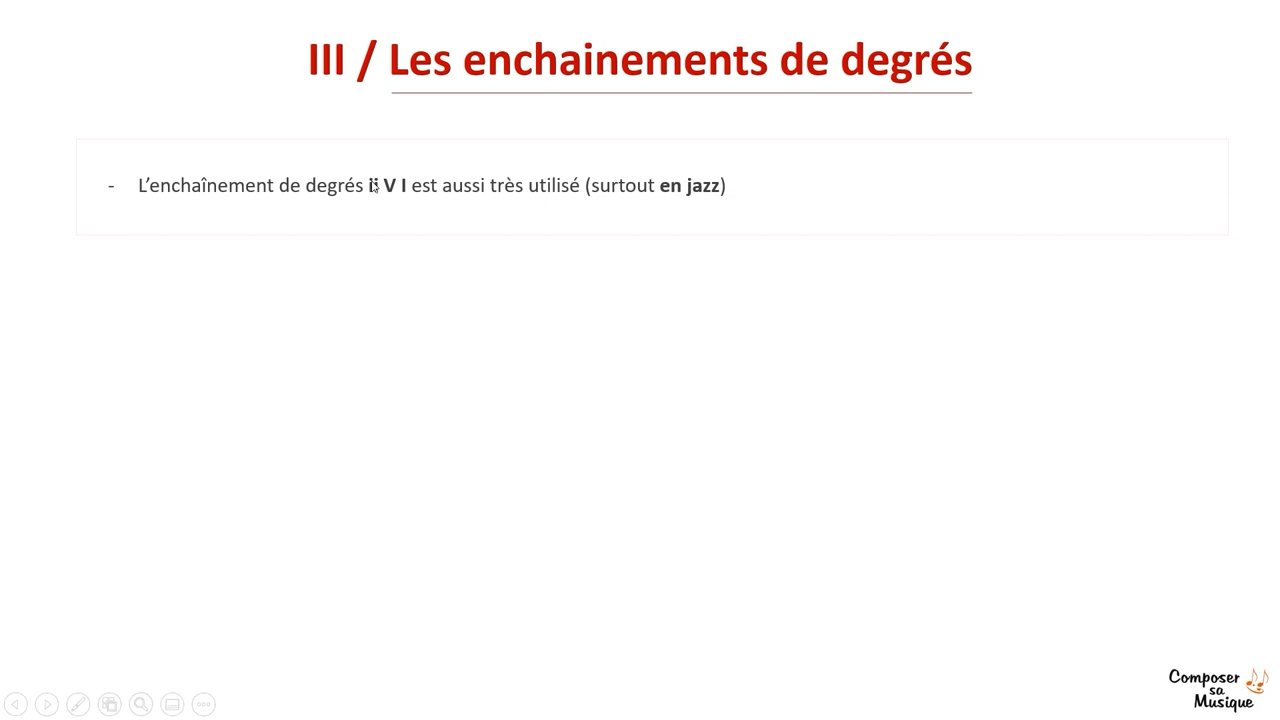 III / Les enchainements de degrés
- L’enchaînement de degrés ii V I est aussi très utilisé (surtout en jazz)
Composer
sa
Musique